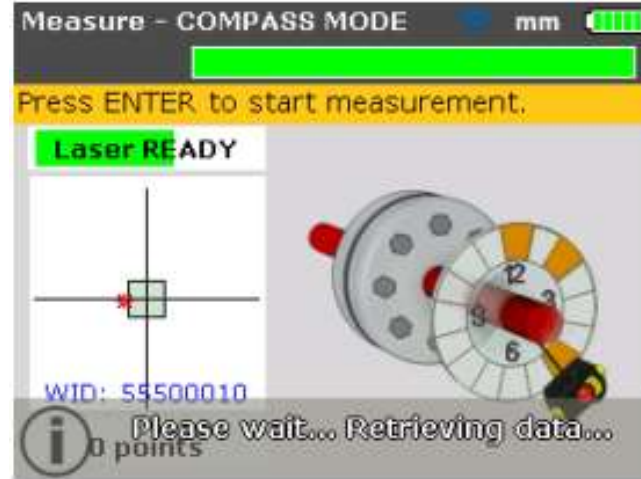 Measure - COMPASS MODE mm
Press ENTER to start measurement.
Laser READY
12
3
9
6
WID: 55500010
Please wait... Retrieving data...
0 points